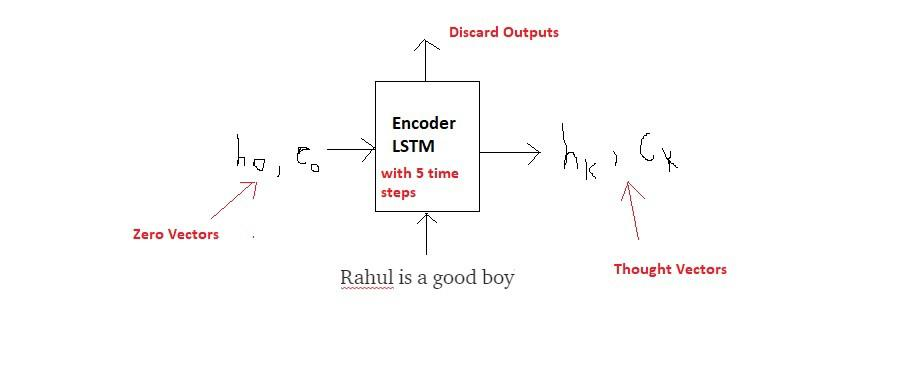 Discard Outputs
Encoder
LSTM
with 5 time
steps
h₀, c₀
hₖ, cₖ
Zero Vectors
Thought Vectors
Rahul is a good boy